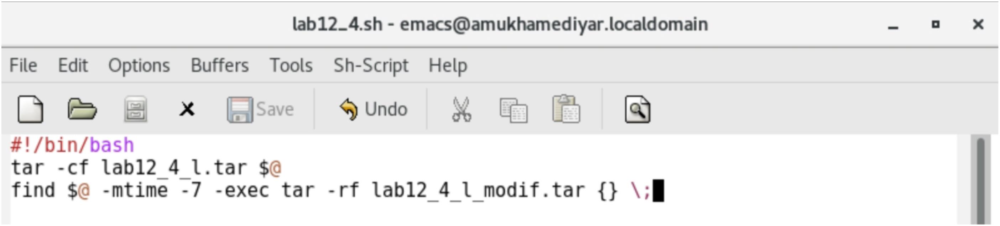 lab12_4.sh - emacs@amukhamediyar.localdomain
File Edit Options Buffers Tools Sh-Script Help
Save Undo
#!/bin/bash
tar -cf lab12_4_l.tar $@
find $@ -mtime -7 -exec tar -rf lab12_4_l_modif.tar {} \;